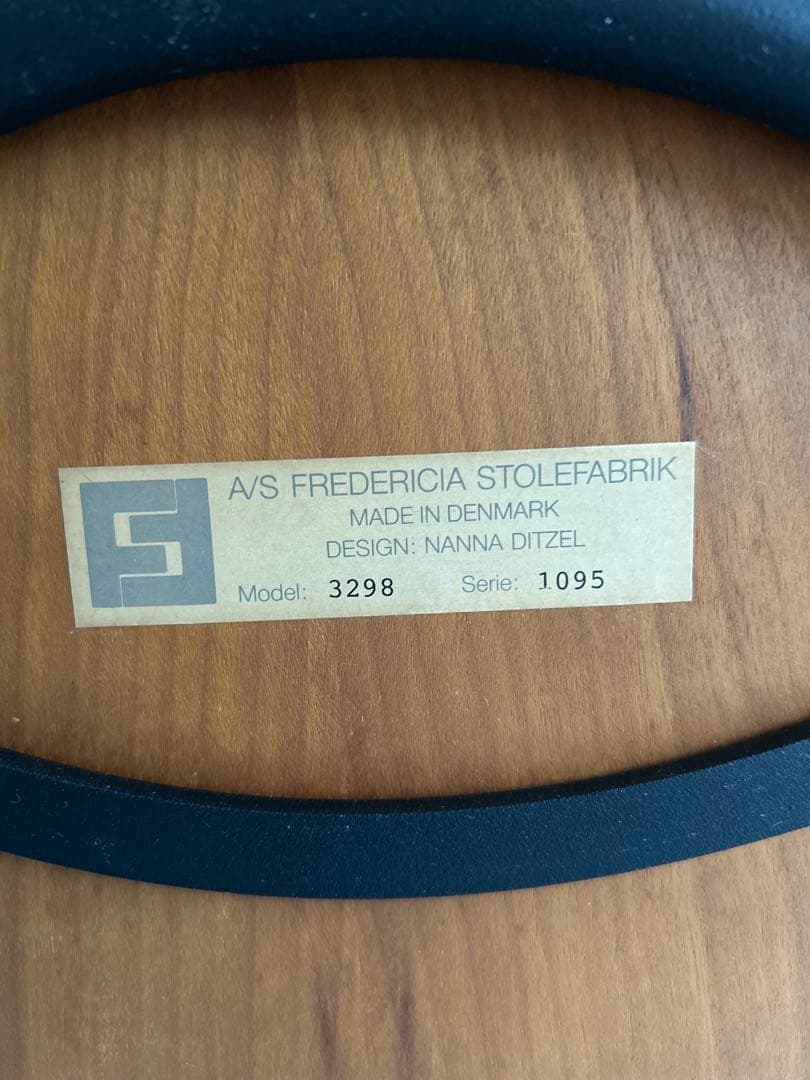 A/S FREDERICIA STOLEFABRIK
MADE IN DENMARK
DESIGN: NANNA DITZEL
Model: 3298 Serie: 1095